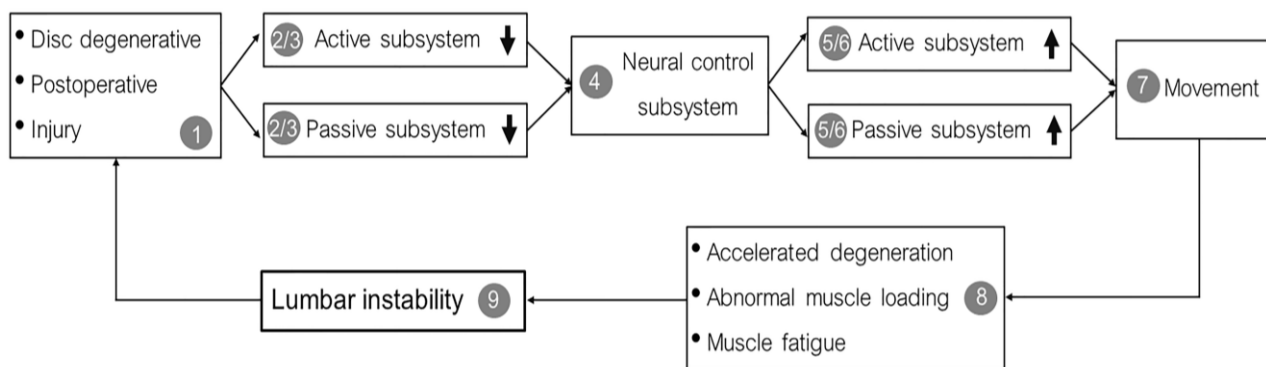 • Disc degenerative
• Postoperative
• Injury 1
2/3 Active subsystem ↓
2/3 Passive subsystem ↓
4 Neural control
subsystem
5/6 Active subsystem ↑
5/6 Passive subsystem ↑
7 Movement
• Accelerated degeneration
• Abnormal muscle loading 8
• Muscle fatigue
Lumbar instability 9